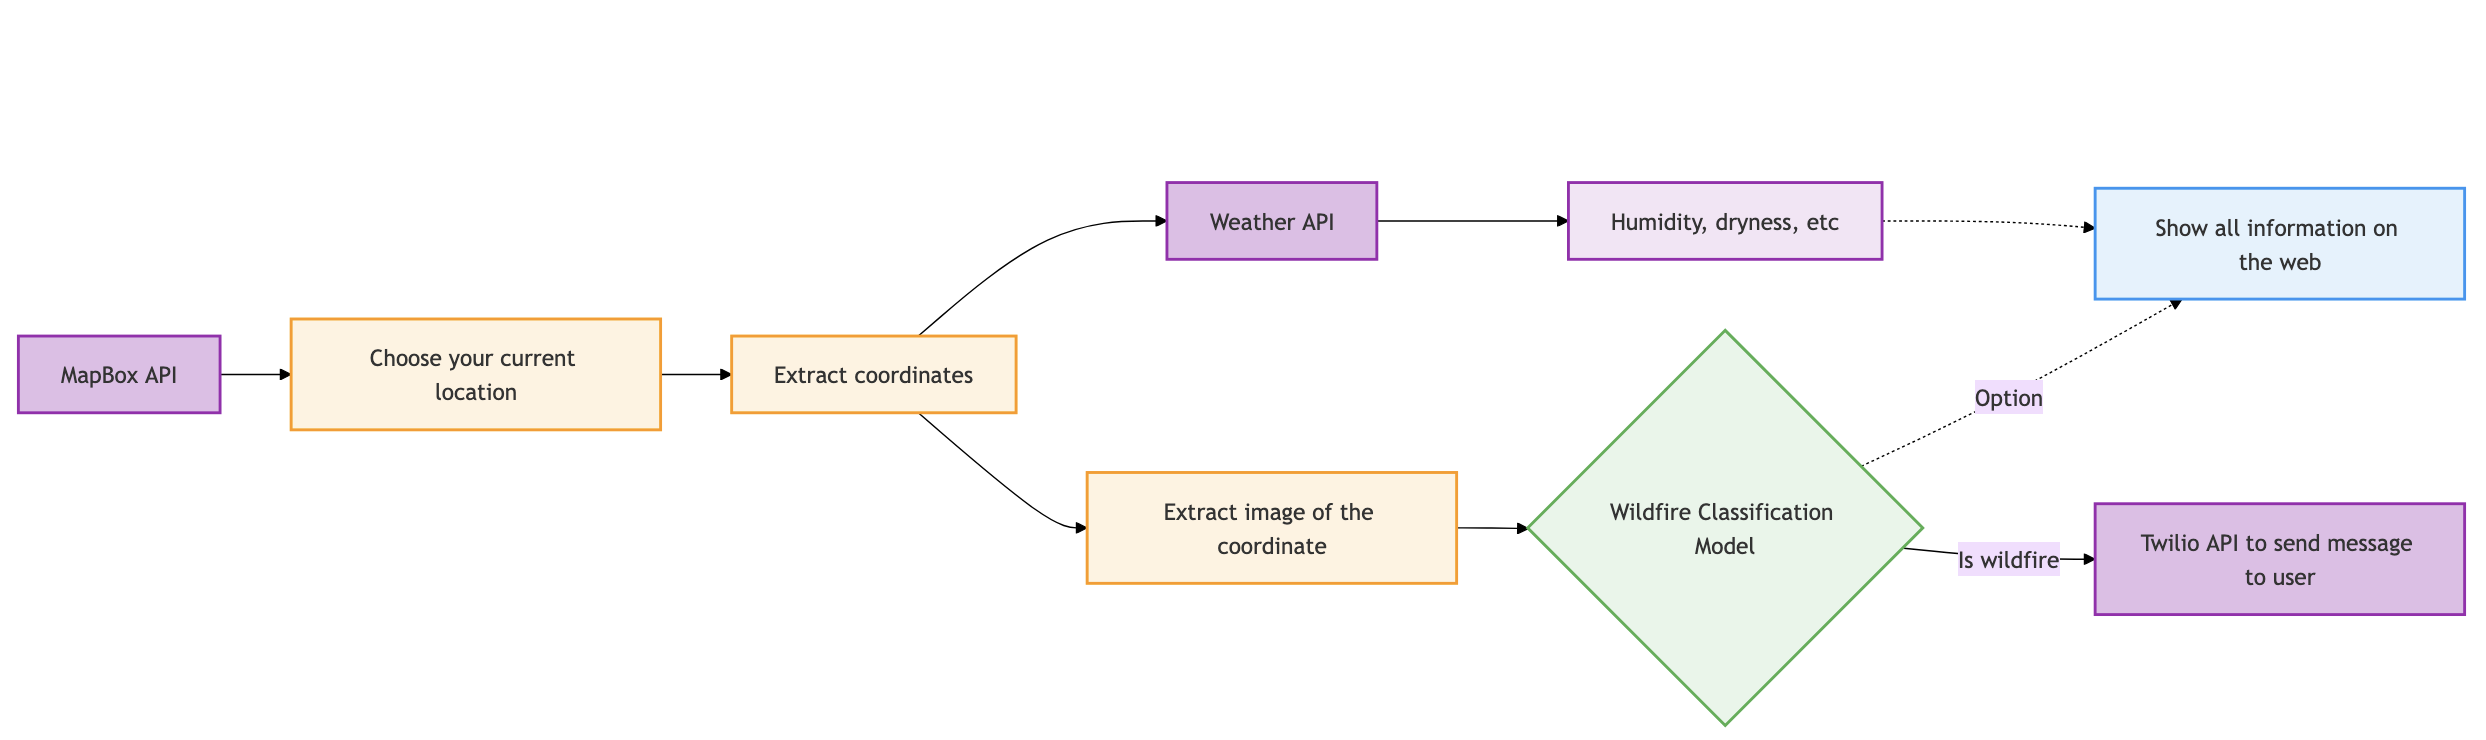 MapBox API
Choose your current
location
Extract coordinates
Weather API
Humidity, dryness, etc
Show all information on
the web
Extract image of the
coordinate
Wildfire Classification
Model
Option
Is wildfire
Twilio API to send message
to user